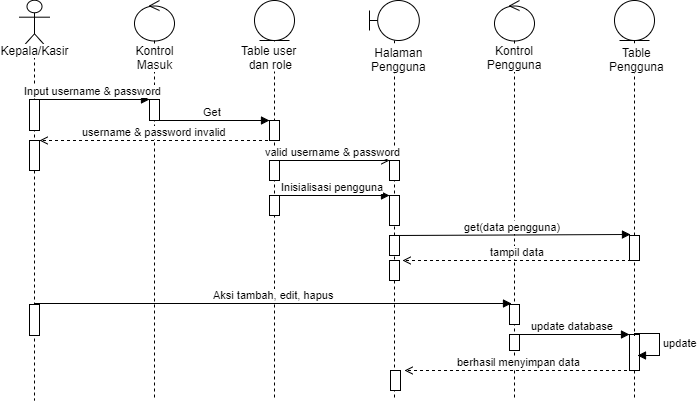 Kepala/Kasir
Kontrol
Masuk
Table user
dan role
Halaman
Pengguna
Kontrol
Pengguna
Table
Pengguna
Input username & password
Get
username & password invalid
valid username & password
Inisialisasi pengguna
get(data pengguna)
tampil data
Aksi tambah, edit, hapus
update database
update
berhasil menyimpan data